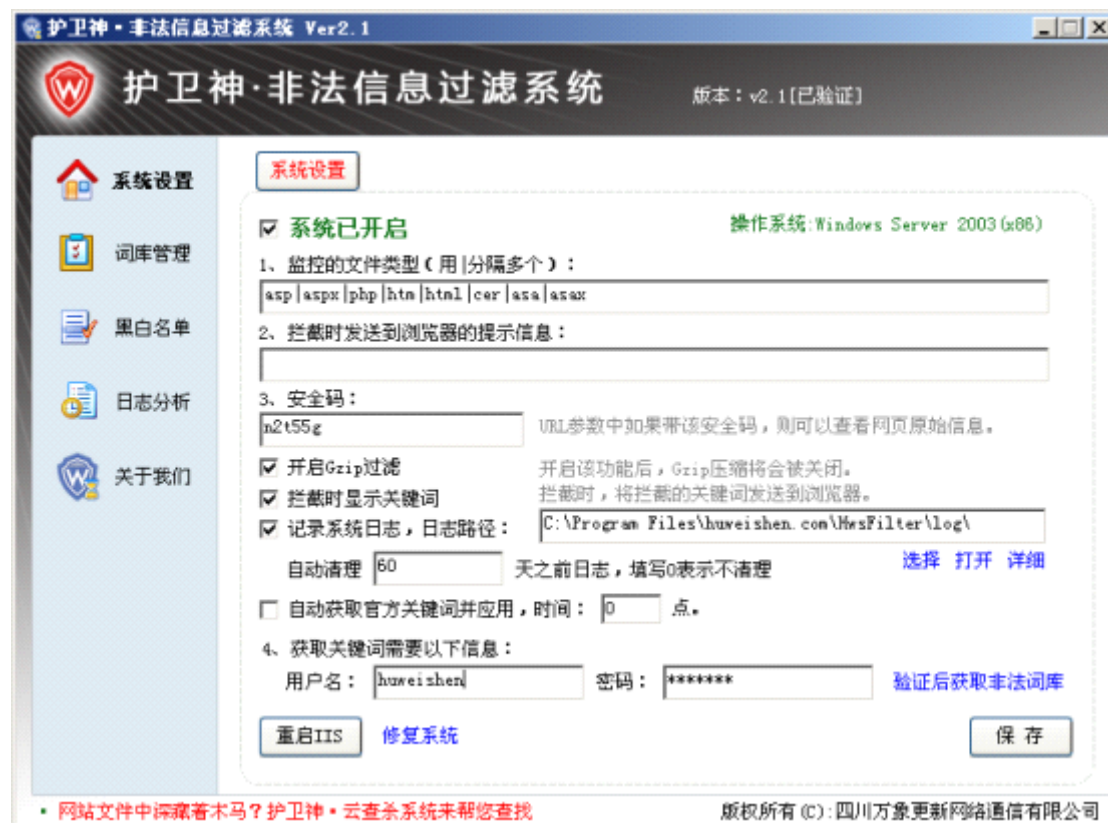 护卫神·非法信息过滤系统 Ver2.1
护卫神·非法信息过滤系统 版本：v2.1[已验证]
系统设置
词库管理
黑白名单
日志分析
关于我们
系统设置
系统已开启 操作系统:Windows Server 2003(x86)
1、监控的文件类型(用|分隔多个)：
asp|aspx|php|htm|html|cer|asa|asax
2、拦截时发送到浏览器的提示信息：
3、安全码：
n2t55g URL参数中如果带该安全码，则可以查看网页原始信息。
开启Gzip过滤 开启该功能后，Gzip压缩将会被关闭。
拦截时显示关键词 拦截时，将拦截的关键词发送到浏览器。
记录系统日志，日志路径： C:\Program Files\huweishen.com\HwsFilter\log\
自动清理 60 天之前日志，填写0表示不清理 选择 打开 详细
自动获取官方关键词并应用，时间： 0 点。
4、获取关键词需要以下信息：
用户名： huweishen 密码： ******* 验证后获取非法词库
重启IIS 修复系统 保 存
· 网站文件中深藏着木马？护卫神·云查杀系统来帮您查找 版权所有(C):四川万象更新网络通信有限公司